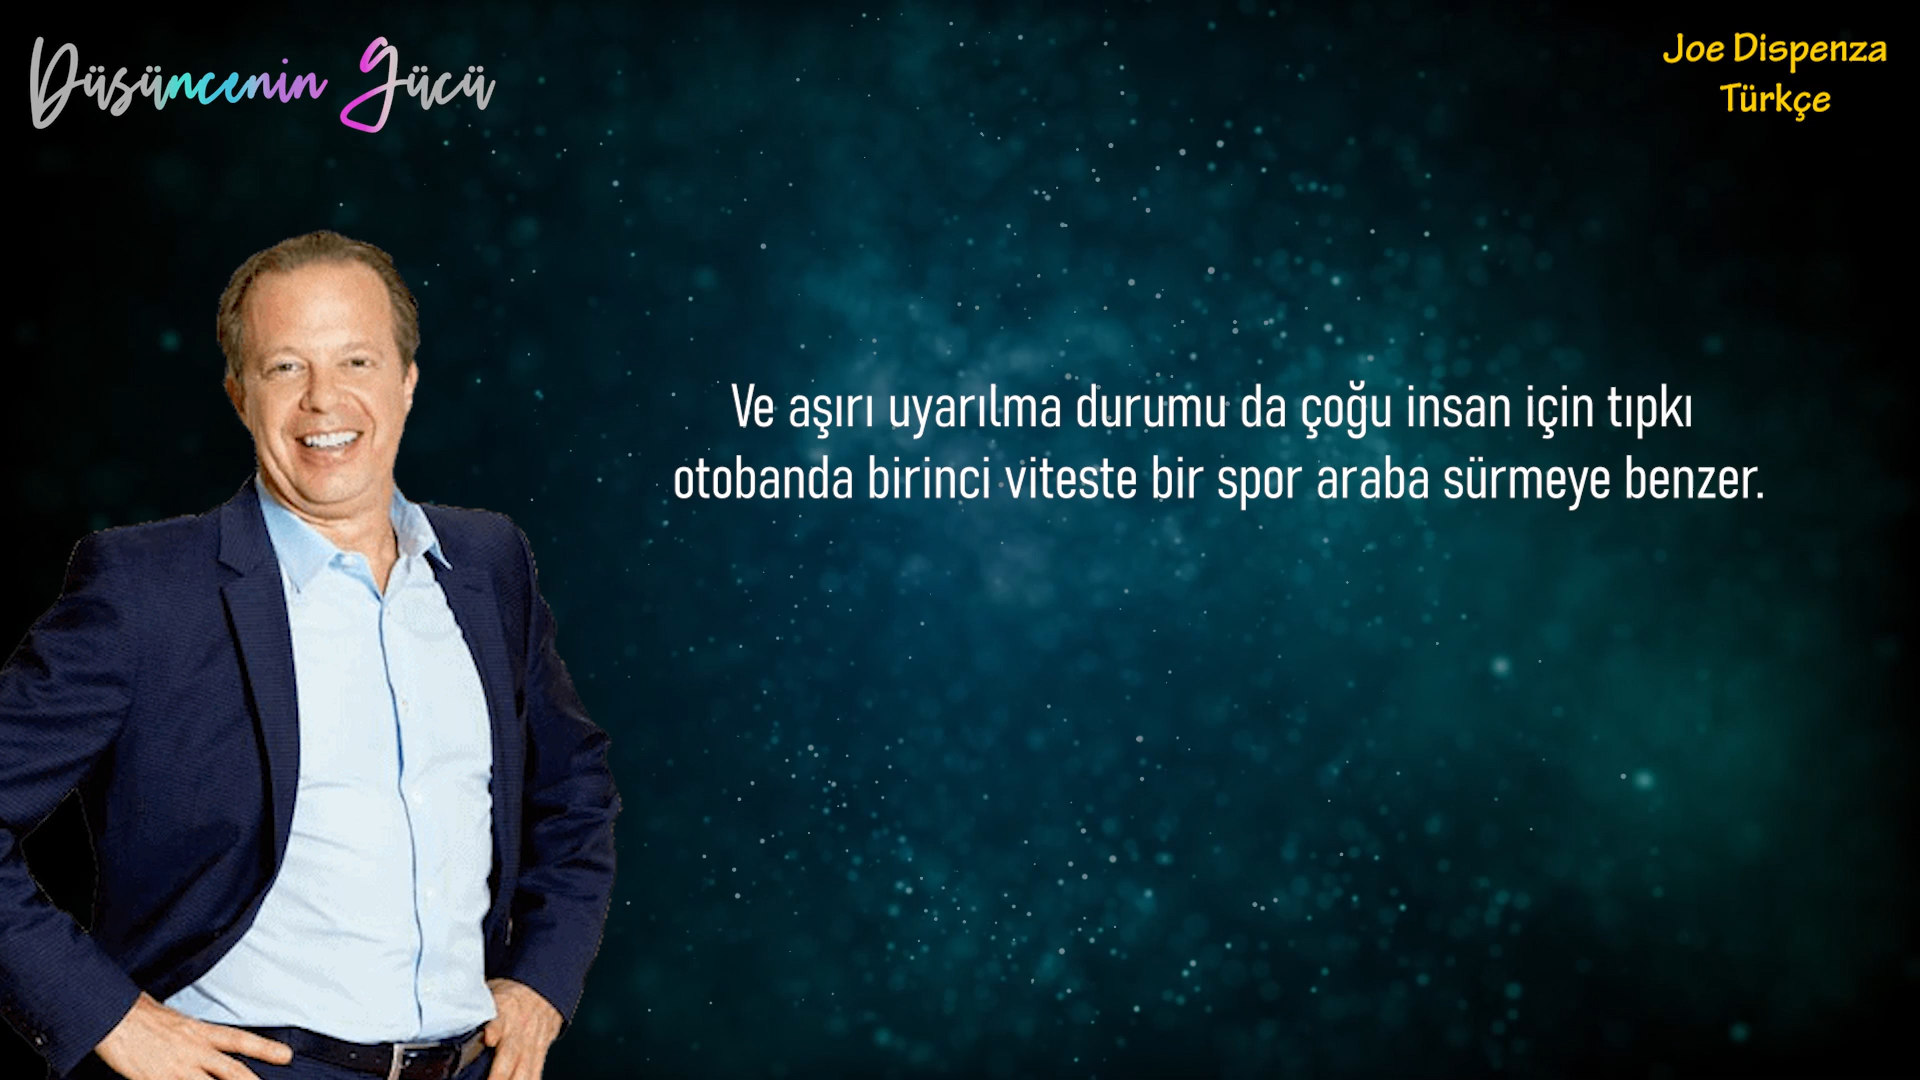 Düsüncenin Gücü
Joe Dispenza
Türkçe
Ve aşırı uyarılma durumu da çoğu insan için tıpkı
otobanda birinci viteste bir spor araba sürmeye benzer.